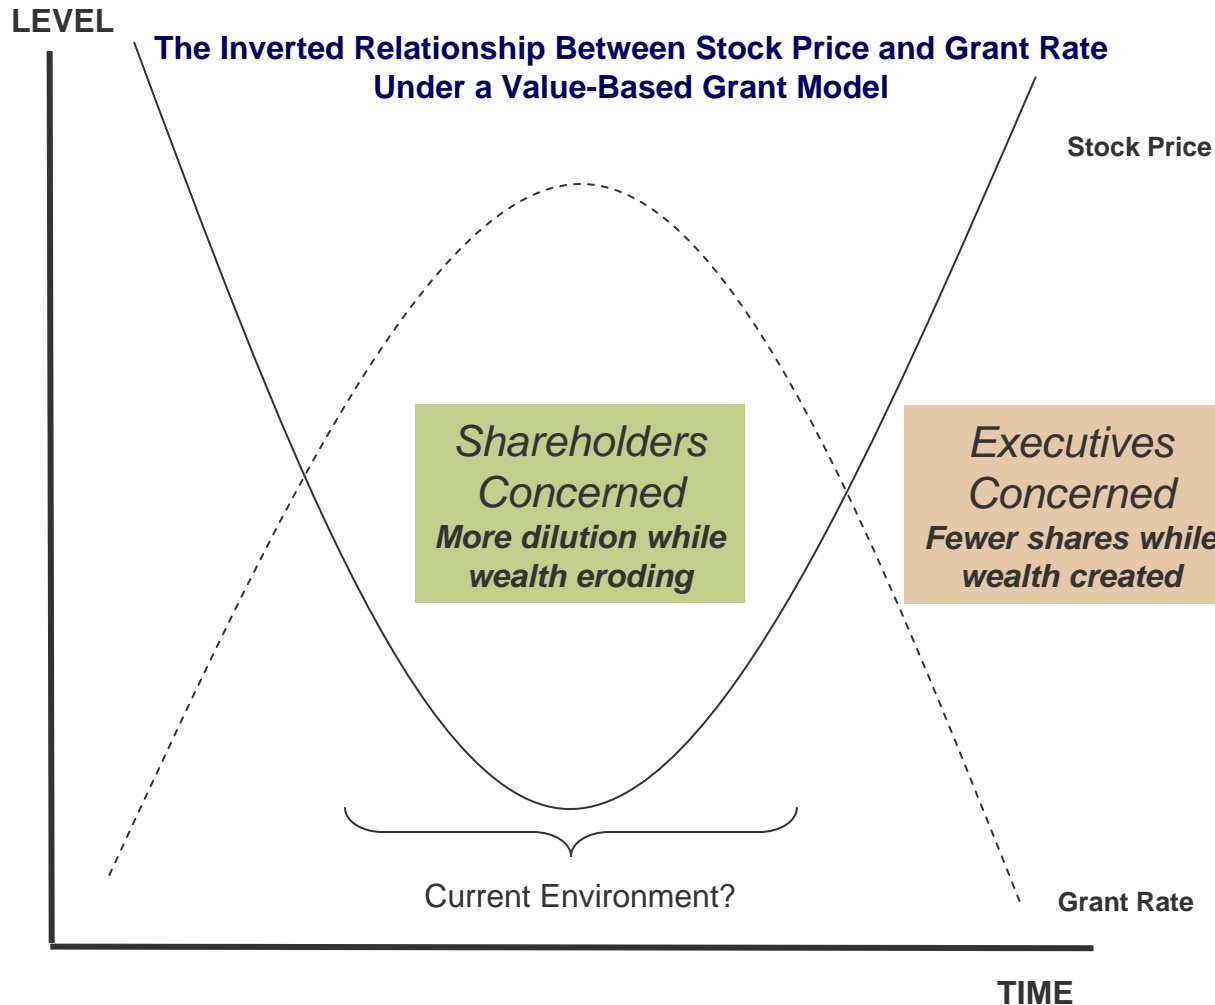 LEVEL
The Inverted Relationship Between Stock Price and Grant Rate
Under a Value-Based Grant Model
Stock Price
Shareholders
Concerned
More dilution while
wealth eroding
Executives
Concerned
Fewer shares while
wealth created
Current Environment?
Grant Rate
TIME